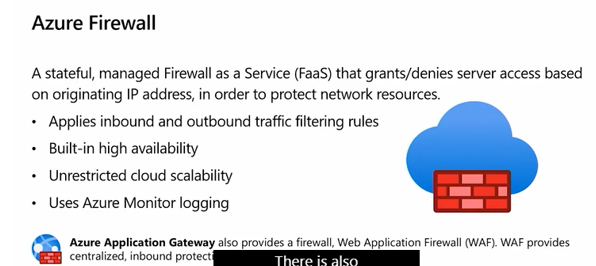 Azure Firewall
A stateful, managed Firewall as a Service (FaaS) that grants/denies server access based
on originating IP address, in order to protect network resources.
• Applies inbound and outbound traffic filtering rules
• Built-in high availability
• Unrestricted cloud scalability
• Uses Azure Monitor logging
Azure Application Gateway also provides a firewall, Web Application Firewall (WAF). WAF provides
centralized, inbound
There is also